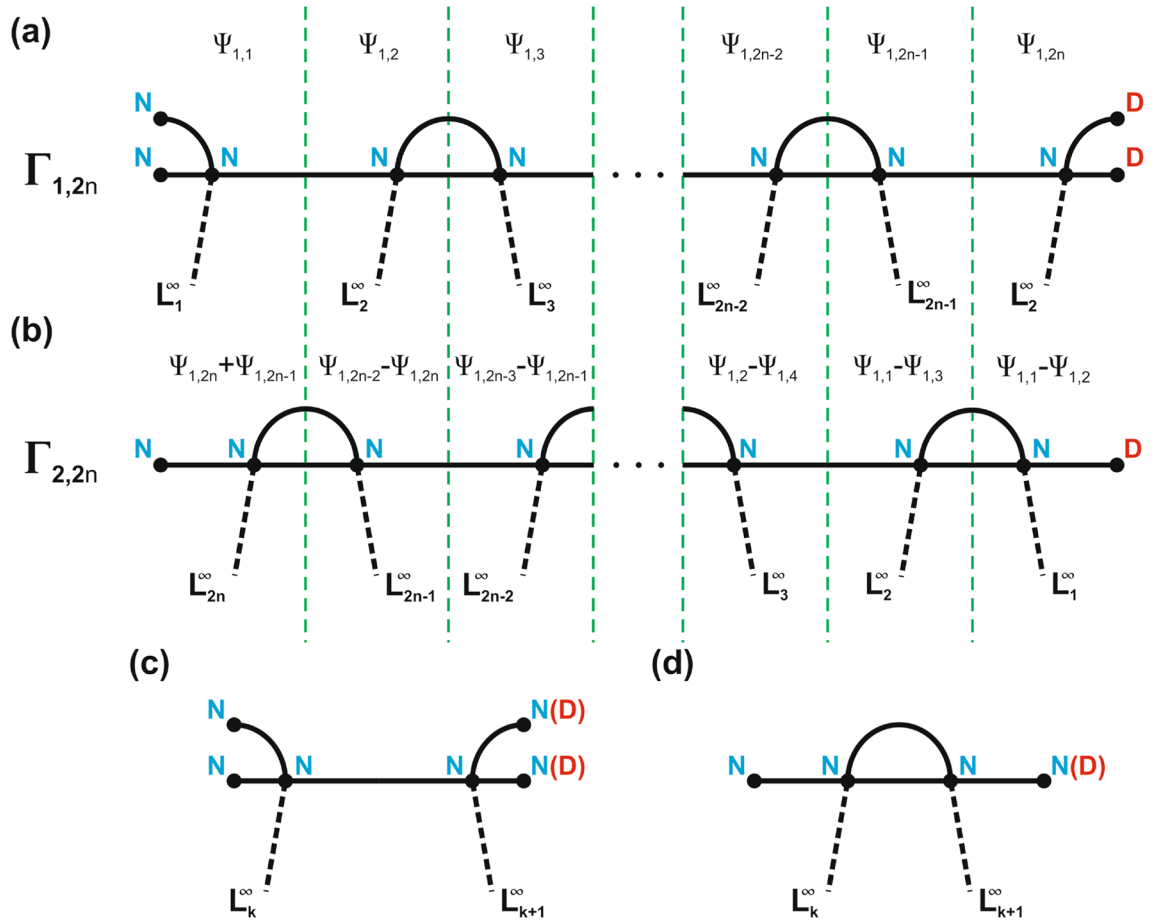 (a)
Ψ1,1 Ψ1,2 Ψ1,3 Ψ1,2n-2 Ψ1,2n-1 Ψ1,2n
N D
N N N N N N N D
Γ1,2n · · ·
L∞1 L∞2 L∞3 L∞2n-2 L∞2n-1 L∞2
(b)
Ψ1,2n+Ψ1,2n-1 Ψ1,2n-2-Ψ1,2n Ψ1,2n-3-Ψ1,2n-1 Ψ1,2-Ψ1,4 Ψ1,1-Ψ1,3 Ψ1,1-Ψ1,2
N N N N N N N D
Γ2,2n · · ·
L∞2n L∞2n-1 L∞2n-2 L∞3 L∞2 L∞1
(c) (d)
N N(D)
N N N N(D) N N N N(D)
L∞k L∞k+1 L∞k L∞k+1